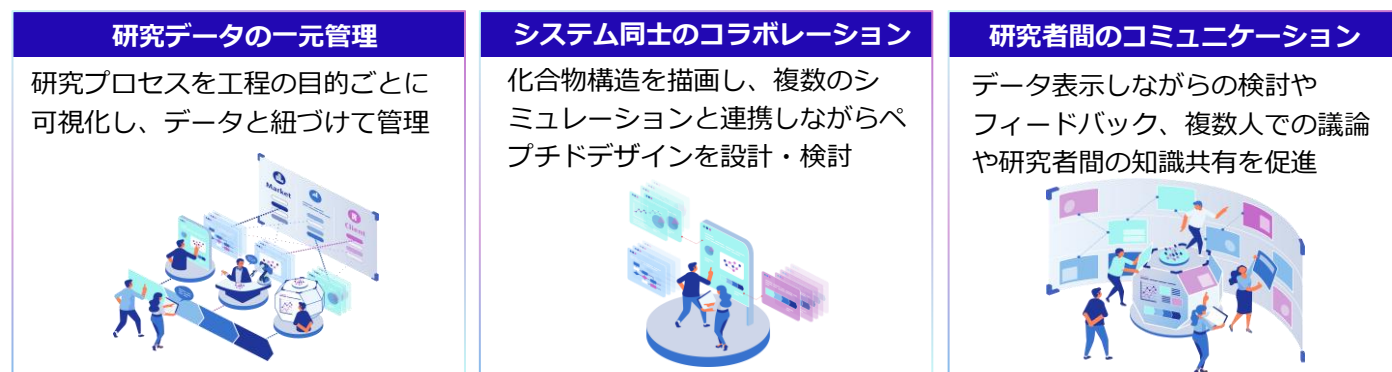 研究データの一元管理
研究プロセスを工程の目的ごとに
可視化し、データと紐づけて管理
Market
Client
システム同士のコラボレーション
化合物構造を描画し、複数のシ
ミュレーションと連携しながらペ
プチドデザインを設計・検討
研究者間のコミュニケーション
データ表示しながらの検討や
フィードバック、複数人での議論
や研究者間の知識共有を促進